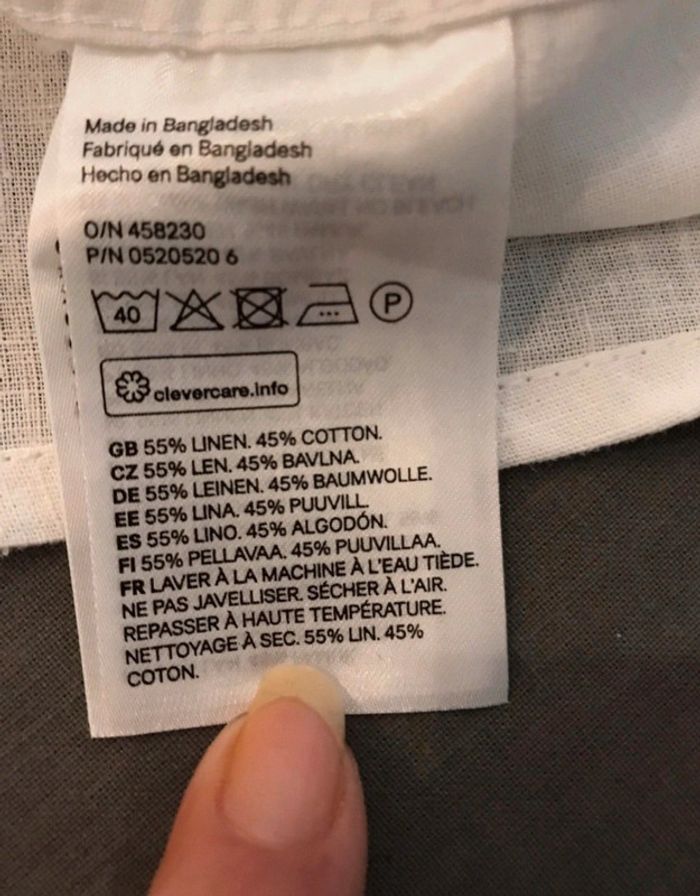 Made in Bangladesh
Fabriqué en Bangladesh
Hecho en Bangladesh
O/N 458230
P/N 0520520 6
40 P
clevercare.info
GB 55% LINEN. 45% COTTON.
CZ 55% LEN. 45% BAVLNA.
DE 55% LEINEN. 45% BAUMWOLLE.
EE 55% LINA. 45% PUUVILL.
ES 55% LINO. 45% ALGODÓN.
FI 55% PELLAVAA. 45% PUUVILLAA.
FR LAVER À LA MACHINE À L'EAU TIÈDE.
NE PAS JAVELLISER. SÉCHER À L'AIR.
REPASSER À HAUTE TEMPÉRATURE.
NETTOYAGE À SEC. 55% LIN. 45%
COTON.